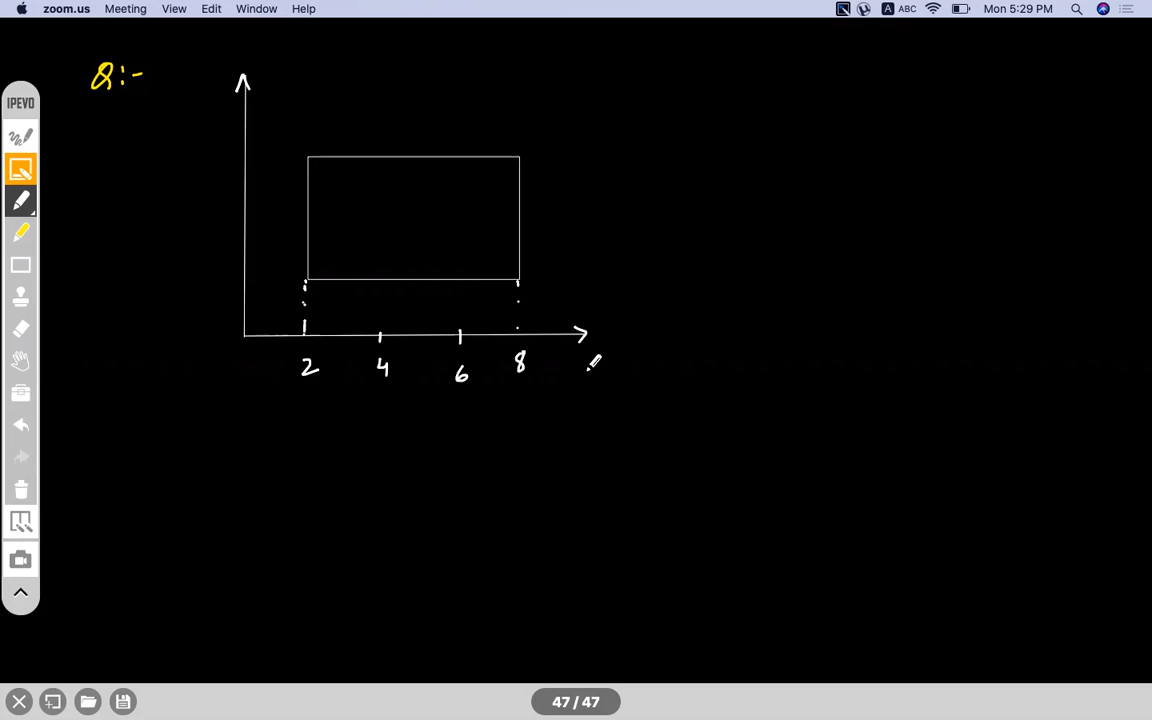 zoom.us Meeting View Edit Window Help A ABC Mon 5:29 PM
Q:-
IPEVO
2 4 6 8
47 / 47